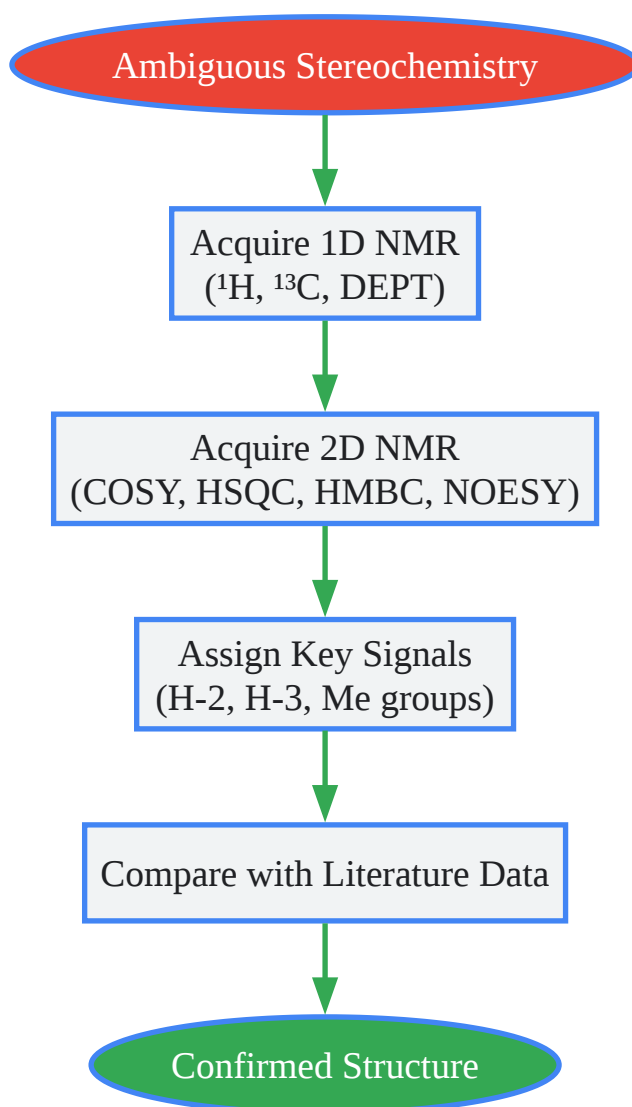 Ambiguous Stereochemistry
Acquire 1D NMR
(¹H, ¹³C, DEPT)
Acquire 2D NMR
(COSY, HSQC, HMBC, NOESY)
Assign Key Signals
(H-2, H-3, Me groups)
Compare with Literature Data
Confirmed Structure